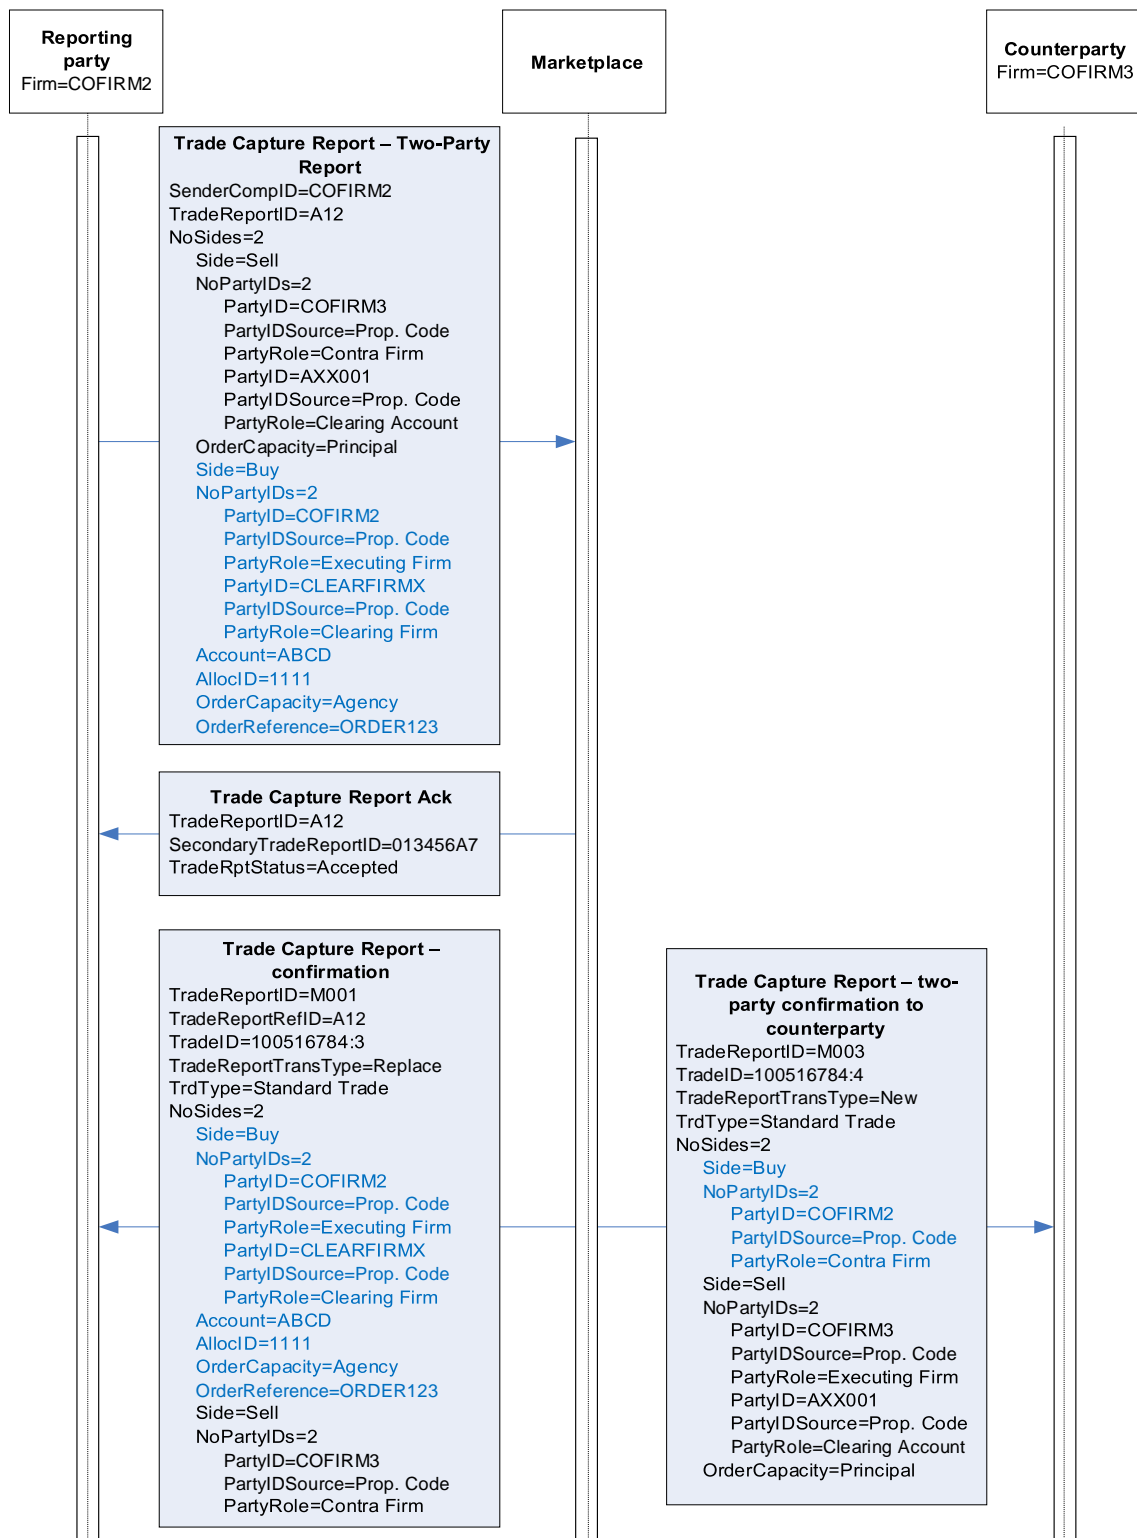 Reporting
party
Firm=COFIRM2
Marketplace
Counterparty
Firm=COFIRM3
Trade Capture Report – Two-Party
Report
SenderCompID=COFIRM2
TradeReportID=A12
NoSides=2
Side=Sell
NoPartyIDs=2
PartyID=COFIRM3
PartyIDSource=Prop. Code
PartyRole=Contra Firm
PartyID=AXX001
PartyIDSource=Prop. Code
PartyRole=Clearing Account
OrderCapacity=Principal
Side=Buy
NoPartyIDs=2
PartyID=COFIRM2
PartyIDSource=Prop. Code
PartyRole=Executing Firm
PartyID=CLEARFIRMX
PartyIDSource=Prop. Code
PartyRole=Clearing Firm
Account=ABCD
AllocID=1111
OrderCapacity=Agency
OrderReference=ORDER123
Trade Capture Report Ack
TradeReportID=A12
SecondaryTradeReportID=013456A7
TradeRptStatus=Accepted
Trade Capture Report –
confirmation
TradeReportID=M001
TradeReportRefID=A12
TradeID=100516784:3
TradeReportTransType=Replace
TrdType=Standard Trade
NoSides=2
Side=Buy
NoPartyIDs=2
PartyID=COFIRM2
PartyIDSource=Prop. Code
PartyRole=Executing Firm
PartyID=CLEARFIRMX
PartyIDSource=Prop. Code
PartyRole=Clearing Firm
Account=ABCD
AllocID=1111
OrderCapacity=Agency
OrderReference=ORDER123
Side=Sell
NoPartyIDs=2
PartyID=COFIRM3
PartyIDSource=Prop. Code
PartyRole=Contra Firm
Trade Capture Report – two-
party confirmation to
counterparty
TradeReportID=M003
TradeID=100516784:4
TradeReportTransType=New
TrdType=Standard Trade
NoSides=2
Side=Buy
NoPartyIDs=2
PartyID=COFIRM2
PartyIDSource=Prop. Code
PartyRole=Contra Firm
Side=Sell
NoPartyIDs=2
PartyID=COFIRM3
PartyIDSource=Prop. Code
PartyRole=Executing Firm
PartyID=AXX001
PartyIDSource=Prop. Code
PartyRole=Clearing Account
OrderCapacity=Principal